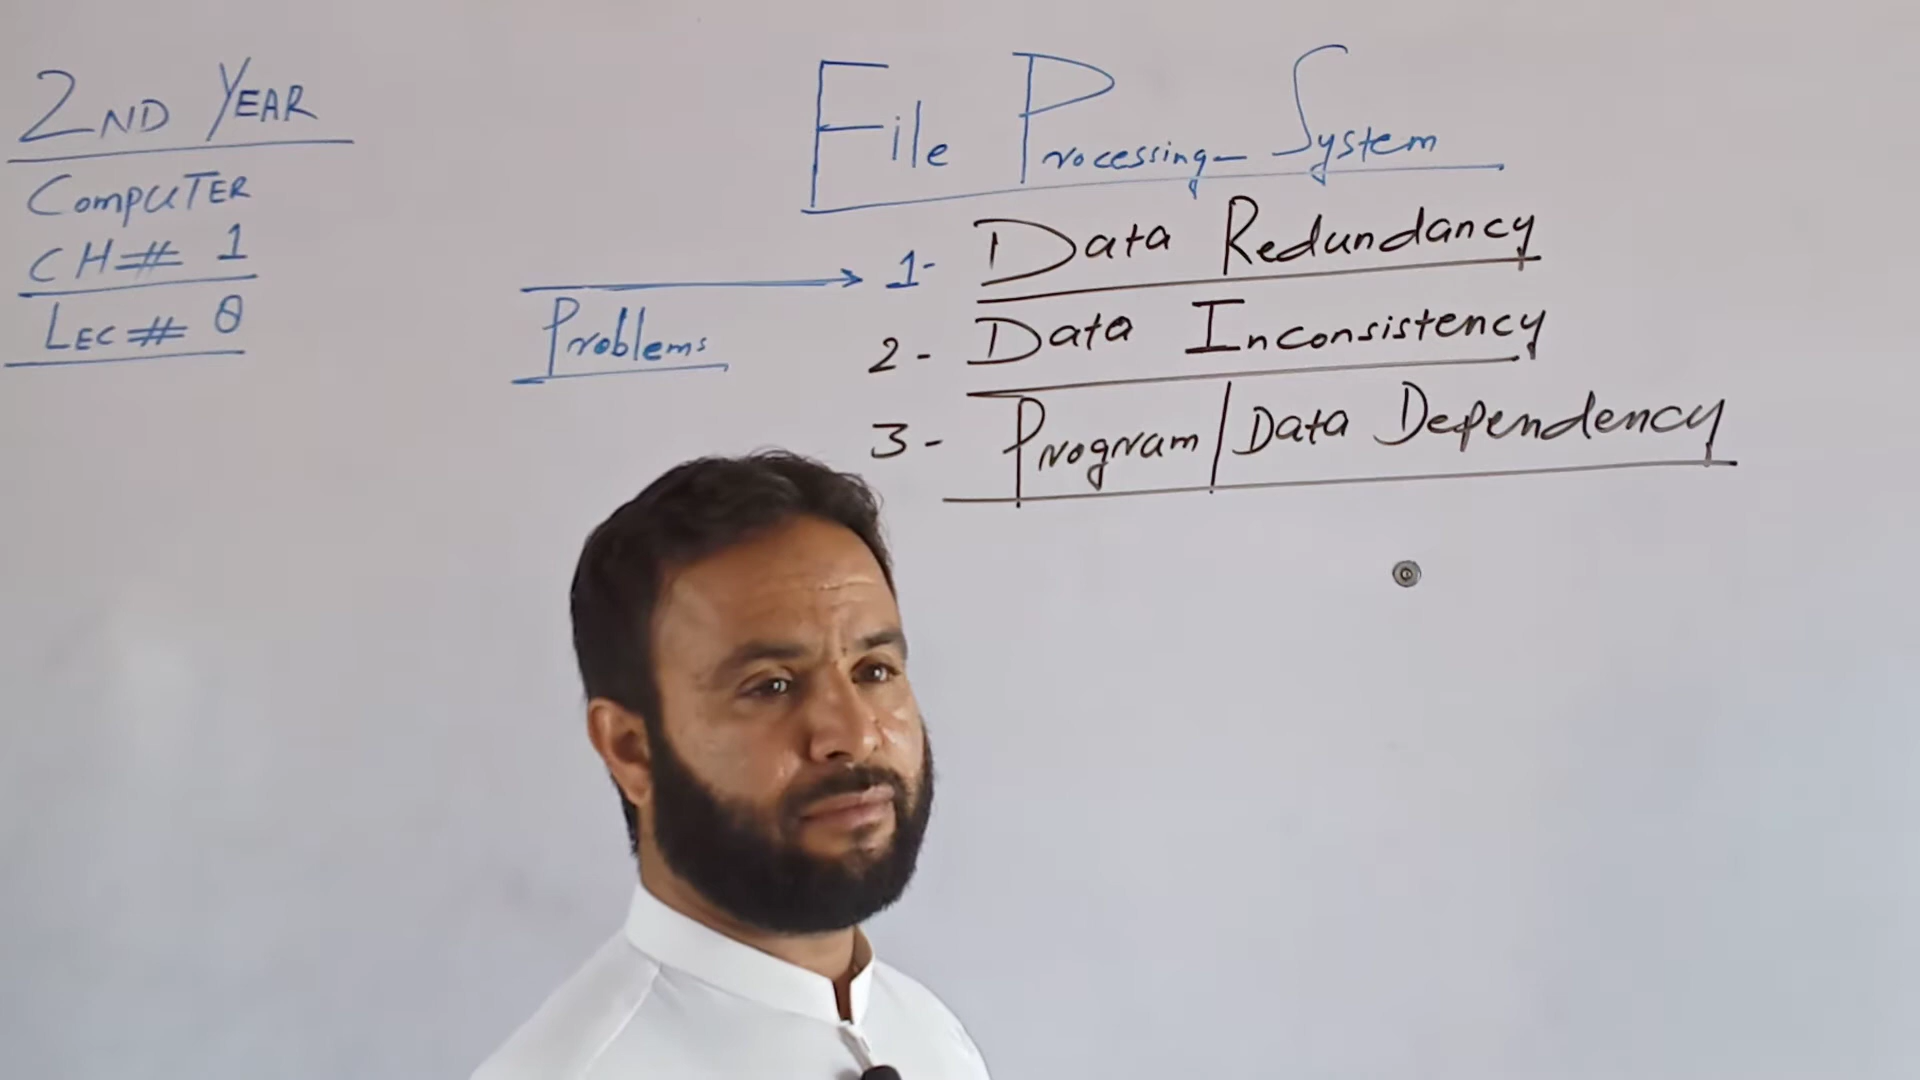 2ND YEAR
COMPUTER
CH# 1
LEC# 8
File Processing System
Problems
1- Data Redundancy
2- Data Inconsistency
3- Program/Data Dependency